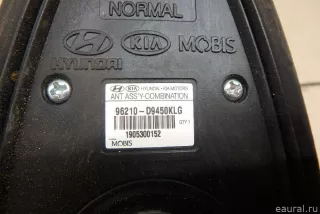 NORMAL
HYUNDAI KIA MOBIS
HYUNDAI · KIA MOTORS
ANT ASS'Y-COMBINATION
96210-D9450KLG
QTY 1
1905300152
MOBIS
eaural.ru